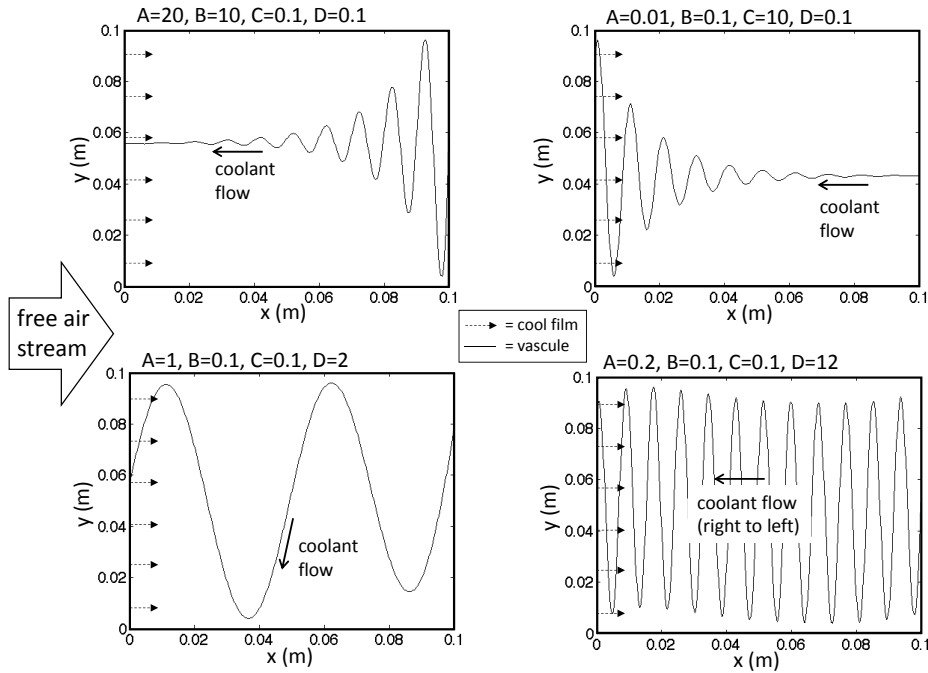 A=20, B=10, C=0.1, D=0.1
0.1
0.08
0.06
0.04
0.02
0
y (m)
coolant
flow
0 0.02 0.04 0.06 0.08 0.1
x (m)
A=0.01, B=0.1, C=10, D=0.1
0.1
0.08
0.06
0.04
0.02
0
y (m)
coolant
flow
0 0.02 0.04 0.06 0.08 0.1
x (m)
free air
stream
= cool film
= vascule
A=1, B=0.1, C=0.1, D=2
0.1
0.08
0.06
0.04
0.02
0
y (m)
coolant
flow
0 0.02 0.04 0.06 0.08 0.1
x (m)
A=0.2, B=0.1, C=0.1, D=12
0.1
0.08
0.06
0.04
0.02
0
y (m)
coolant flow
(right to left)
0 0.02 0.04 0.06 0.08 0.1
x (m)